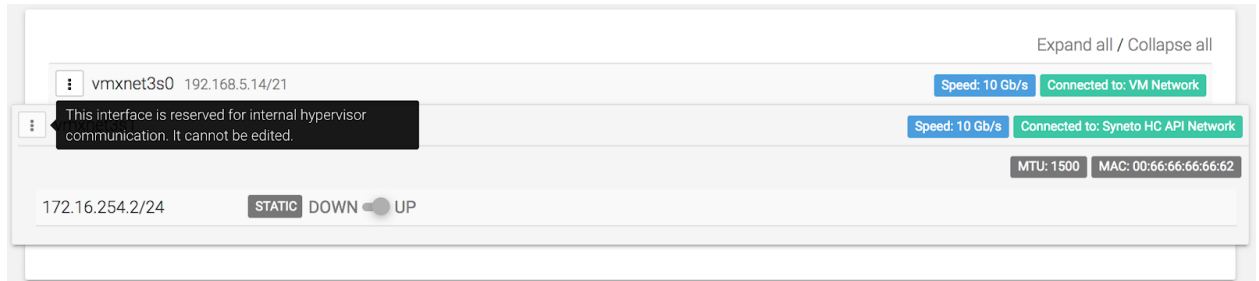 Expand all / Collapse all
vmxnet3s0 192.168.5.14/21 Speed: 10 Gb/s Connected to: VM Network
This interface is reserved for internal hypervisor
communication. It cannot be edited.
Speed: 10 Gb/s Connected to: Syneto HC API Network
MTU: 1500 MAC: 00:66:66:66:66:62
172.16.254.2/24 STATIC DOWN UP